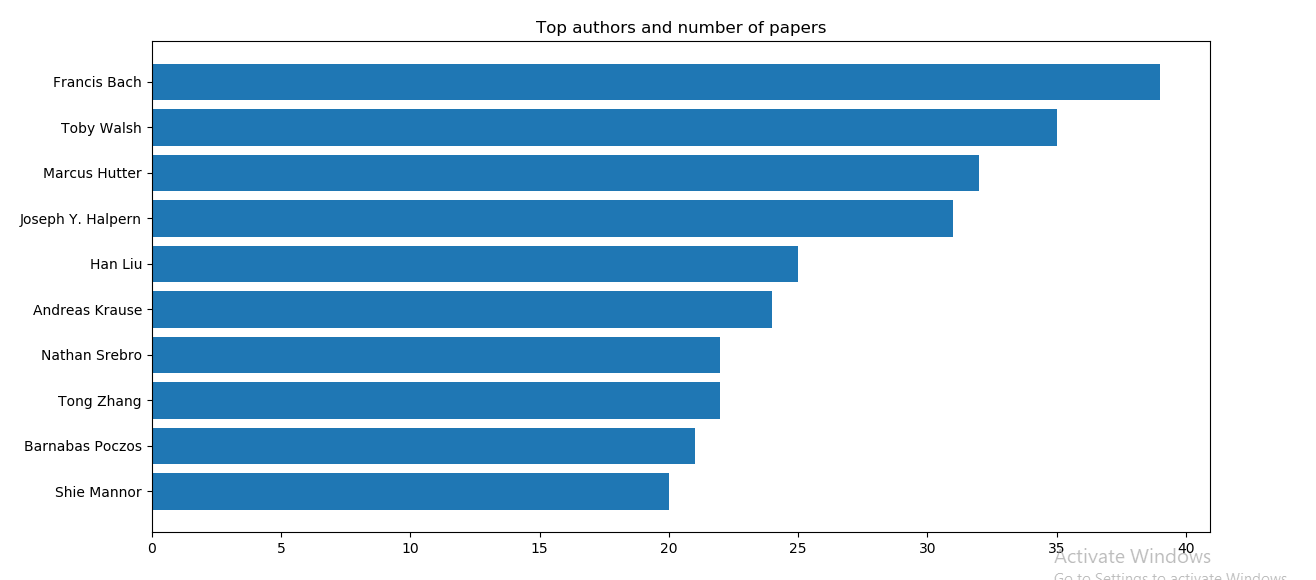 Top authors and number of papers
Francis Bach
Toby Walsh
Marcus Hutter
Joseph Y. Halpern
Han Liu
Andreas Krause
Nathan Srebro
Tong Zhang
Barnabas Poczos
Shie Mannor
0 5 10 15 20 25 30 35 40
Activate Windows
Go to Settings to activate Windows.